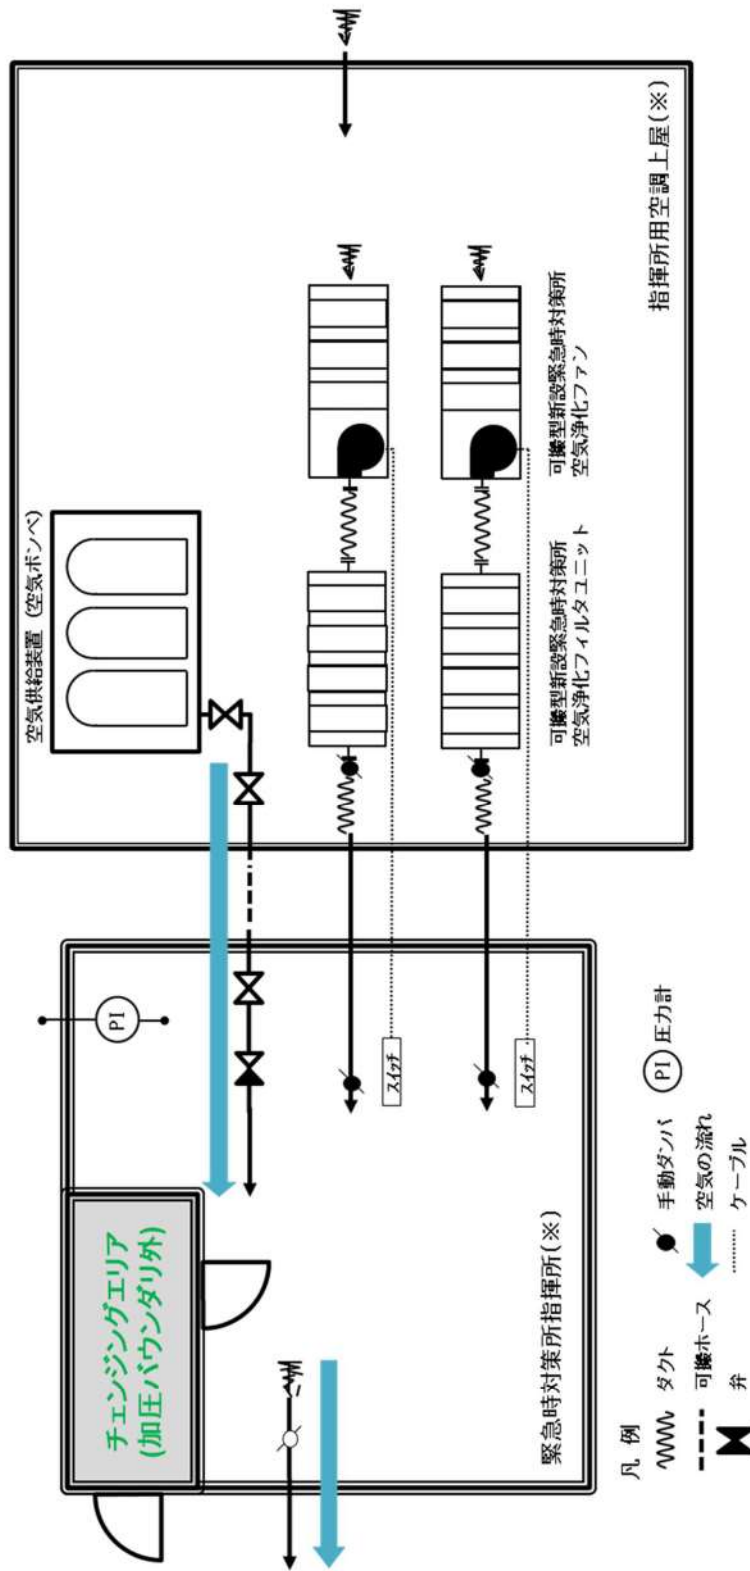 空気供給装置 (空気ボンベ)
可搬型新設緊急時対策所
空気浄化フィルタユニット
可搬型新設緊急時対策所
空気浄化ファン
指揮所用空調上屋(※)
チェンジングエリア
(加圧バウンダリ外)
PI
スイッチ
スイッチ
緊急時対策所指揮所(※)
凡 例
ダクト
手動ダンパ
PI 圧力計
可搬ホース
空気の流れ
弁
ケーブル